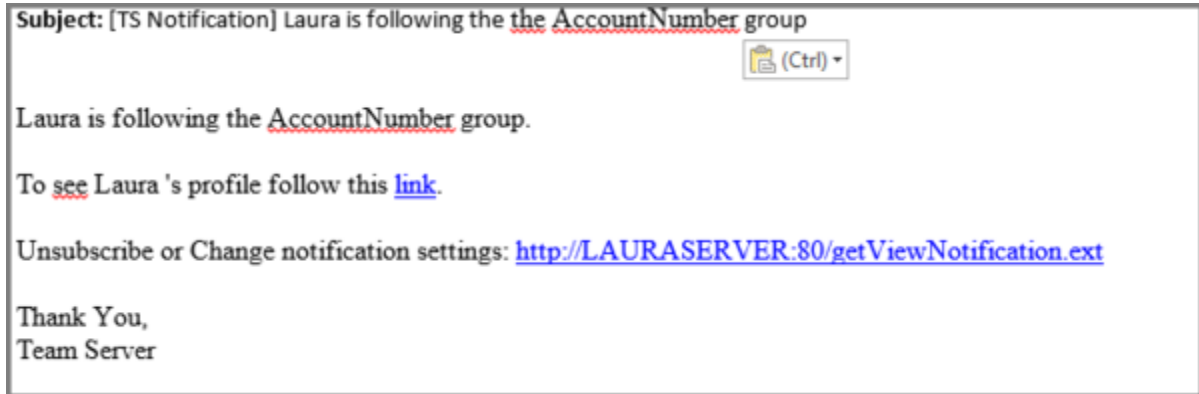 Subject: [TS Notification] Laura is following the the AccountNumber group
(Ctrl)
Laura is following the AccountNumber group.
To see Laura 's profile follow this link.
Unsubscribe or Change notification settings: http://LAURASERVER:80/getViewNotification.ext
Thank You,
Team Server